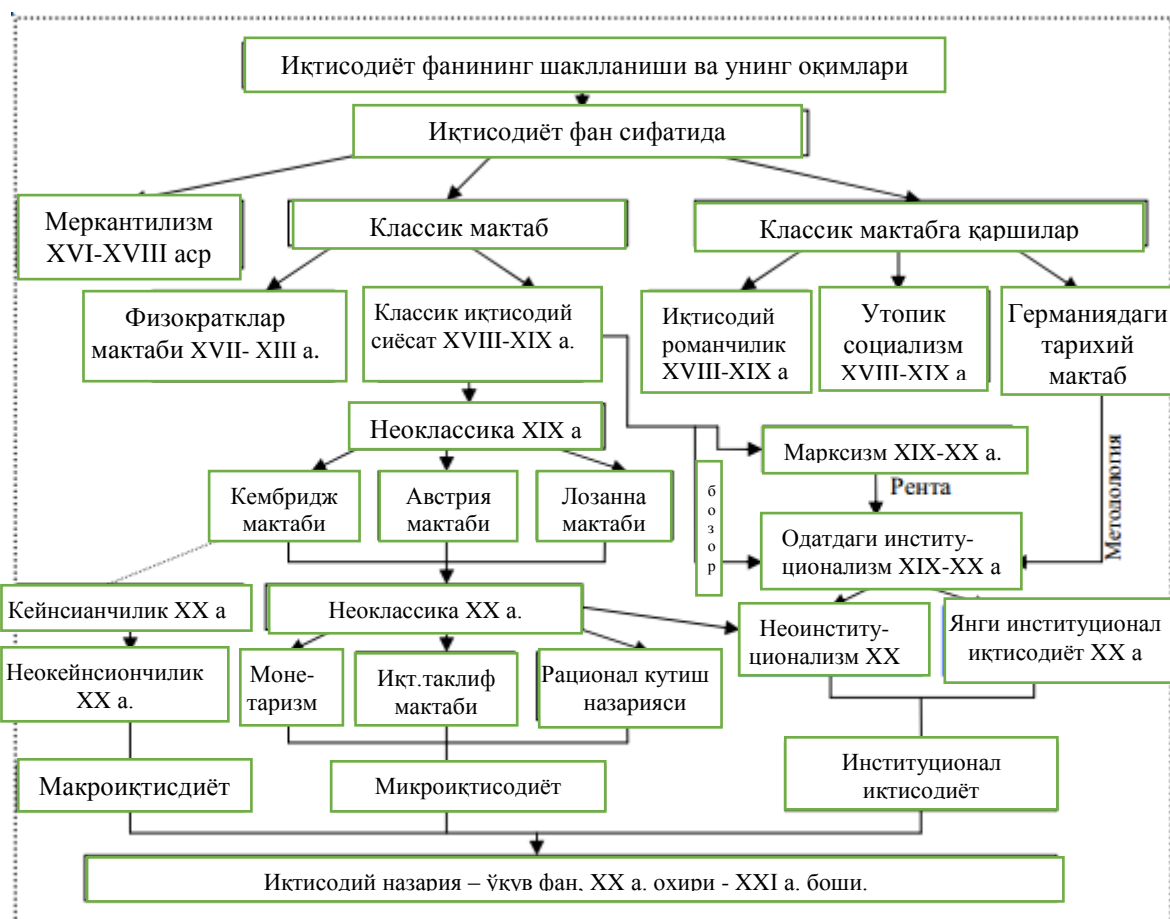 Иқтисодиёт фанининг шаклланиши ва унинг оқимлари
Иқтисодиёт фан сифатида
Меркантилизм
XVI-XVIII аср
Классик мактаб
Классик мактабга қаршилар
Физократклар
мактаби XVII- XIII а.
Классик иқтисодий
сиёсат XVIII-XIX а.
Иқтисодий
романчилик
XVIII-XIX а
Утопик
социализм
XVIII-XIX а
Германиядаги
тарихий
мактаб
Неоклассика XIX а
Марксизм XIX-XX а.
Рента
Методология
бозор
Кембридж
мактаби
Австрия
мактаби
Лозанна
мактаби
Одатдаги институ-
ционализм XIX-XX а
Кейнсианчилик XX а
Неоклассика XX а.
Неоинститу-
ционализм XX
Янги институционал
иқтисодиёт XX а
Неокейнсиончилик
XX а.
Моне-
таризм
Иқт.таклиф
мактаби
Рационал кутиш
назарияси
Макроиқтисдиёт
Микроиқтисодиёт
Институционал
иқтисодиёт
Иқтисодий назария – ўқув фан, XX а. охири - XXI а. боши.